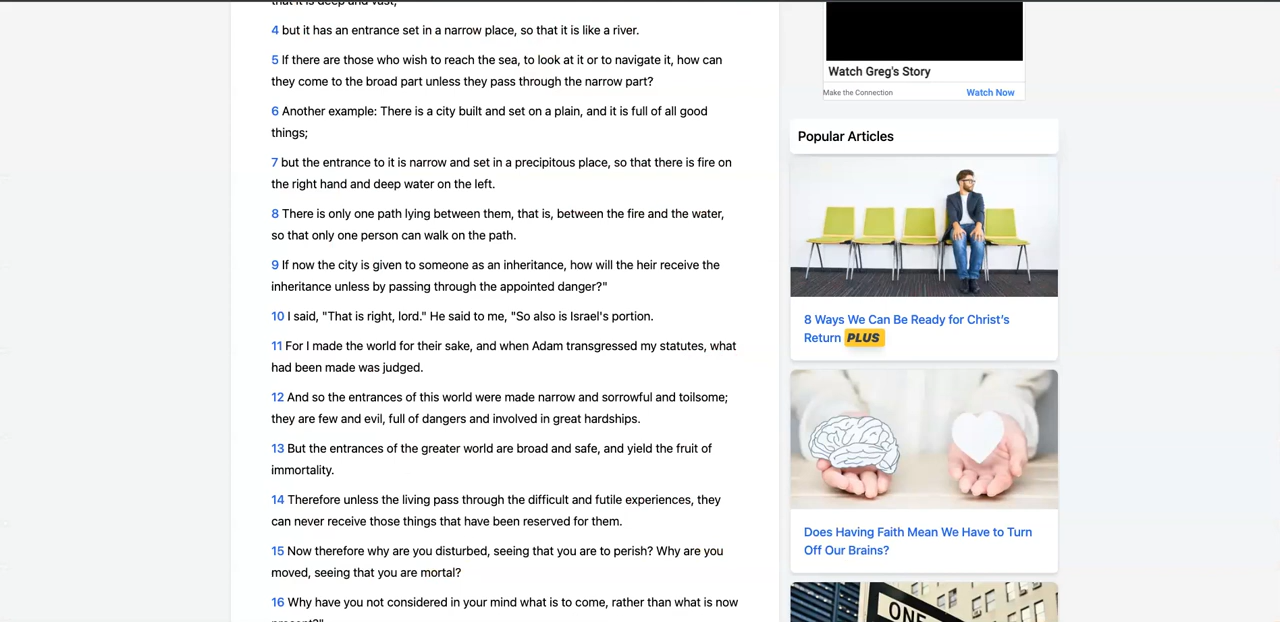 that it is deep and vast,
4 but it has an entrance set in a narrow place, so that it is like a river.
5 If there are those who wish to reach the sea, to look at it or to navigate it, how can
they come to the broad part unless they pass through the narrow part?
6 Another example: There is a city built and set on a plain, and it is full of all good
things;
7 but the entrance to it is narrow and set in a precipitous place, so that there is fire on
the right hand and deep water on the left.
8 There is only one path lying between them, that is, between the fire and the water,
so that only one person can walk on the path.
9 If now the city is given to someone as an inheritance, how will the heir receive the
inheritance unless by passing through the appointed danger?"
10 I said, "That is right, lord." He said to me, "So also is Israel's portion.
11 For I made the world for their sake, and when Adam transgressed my statutes, what
had been made was judged.
12 And so the entrances of this world were made narrow and sorrowful and toilsome;
they are few and evil, full of dangers and involved in great hardships.
13 But the entrances of the greater world are broad and safe, and yield the fruit of
immortality.
14 Therefore unless the living pass through the difficult and futile experiences, they
can never receive those things that have been reserved for them.
15 Now therefore why are you disturbed, seeing that you are to perish? Why are you
moved, seeing that you are mortal?
16 Why have you not considered in your mind what is to come, rather than what is now
present?"
Watch Greg's Story
Make the Connection
Watch Now
Popular Articles
8 Ways We Can Be Ready for Christ's
Return PLUS
Does Having Faith Mean We Have to Turn
Off Our Brains?
ONE